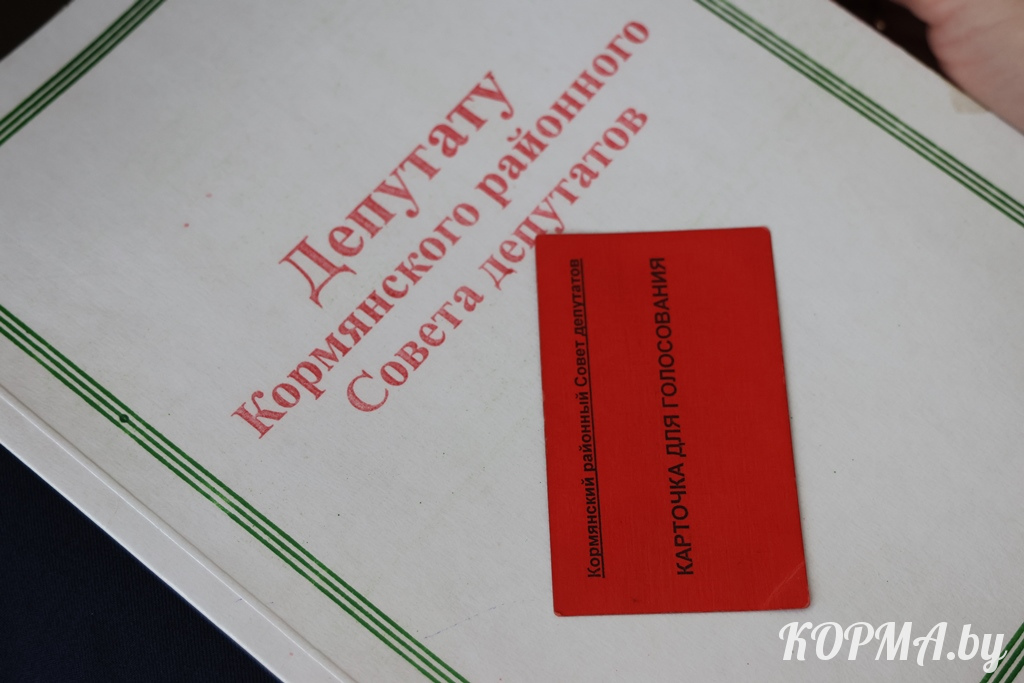 Депутату
Кормянского районного
Совета депутатов
Кормянский районный Совет депутатов
КАРТОЧКА ДЛЯ ГОЛОСОВАНИЯ
КОРМА.by